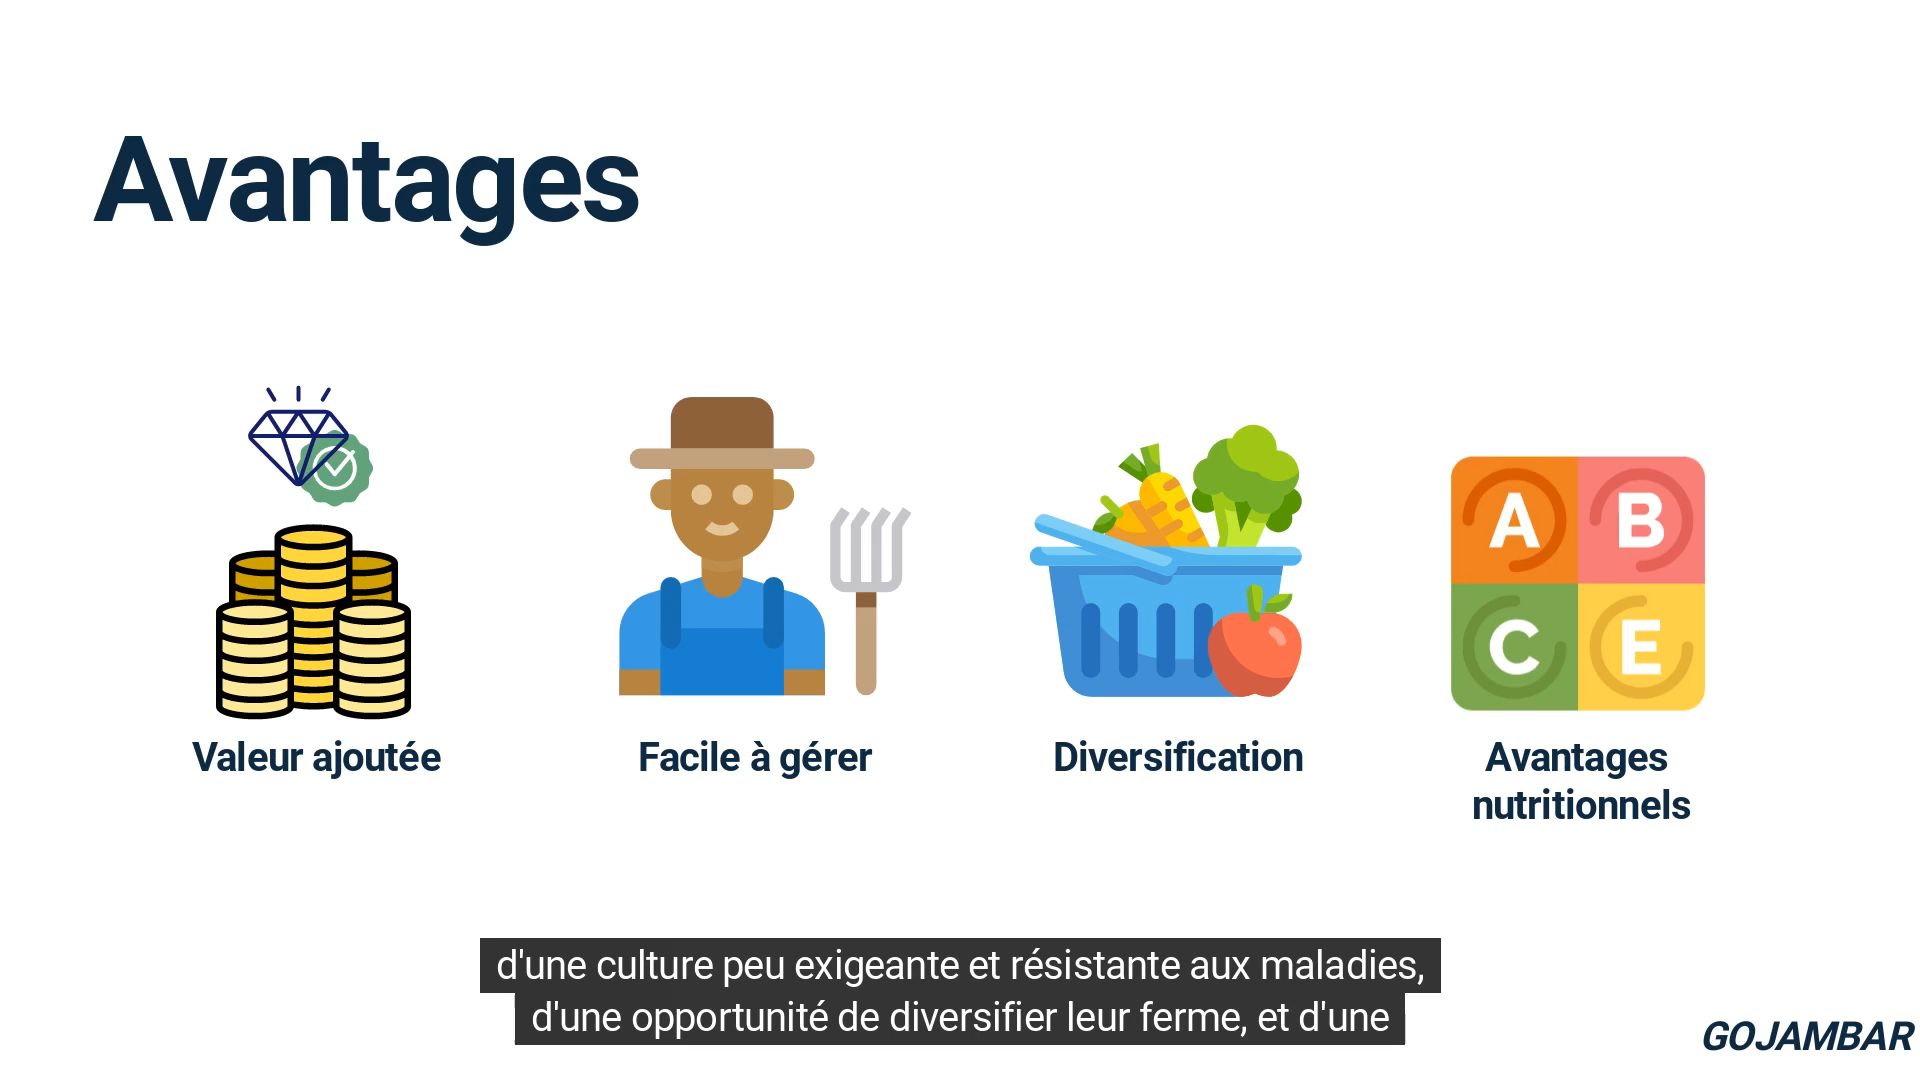 Avantages
A
B
C
E
Valeur ajoutée
Facile à gérer
Diversification
Avantages
nutritionnels
d'une culture peu exigeante et résistante aux maladies,
d'une opportunité de diversifier leur ferme, et d'une
GOJAMBAR